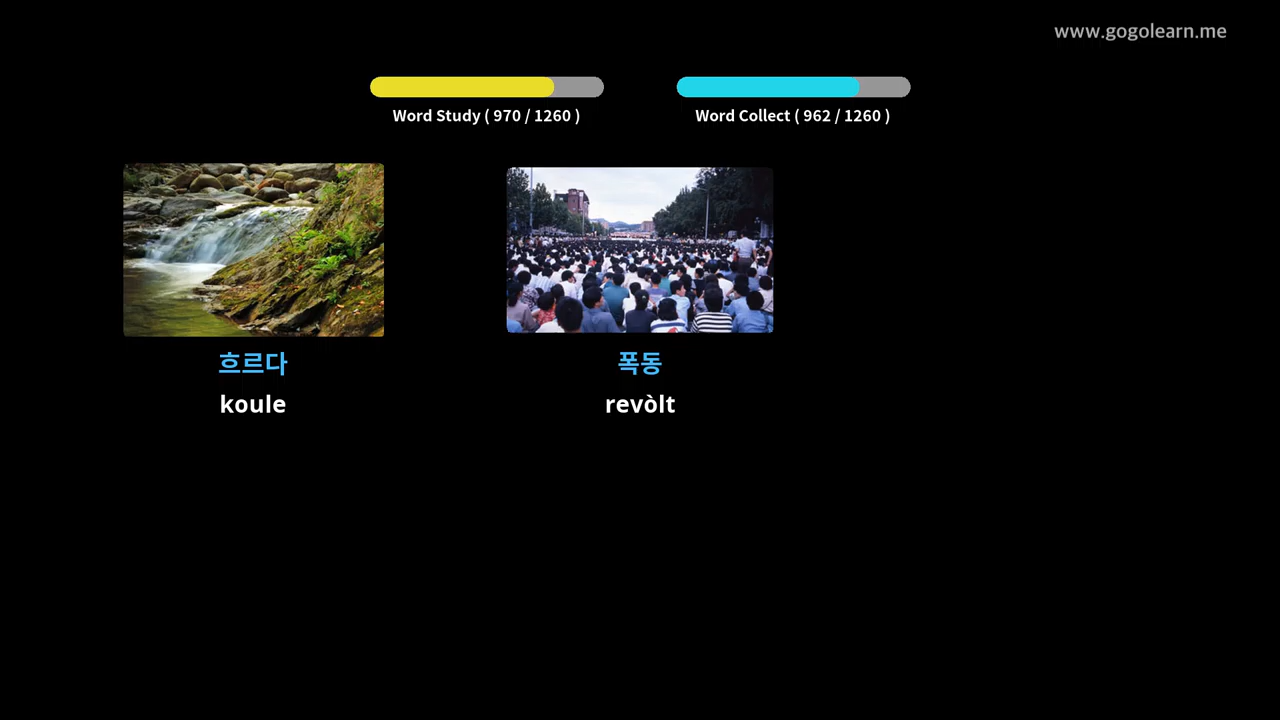 www.gogolearn.me
Word Study ( 970 / 1260 )
Word Collect ( 962 / 1260 )
흐르다
koule
폭동
revòlt